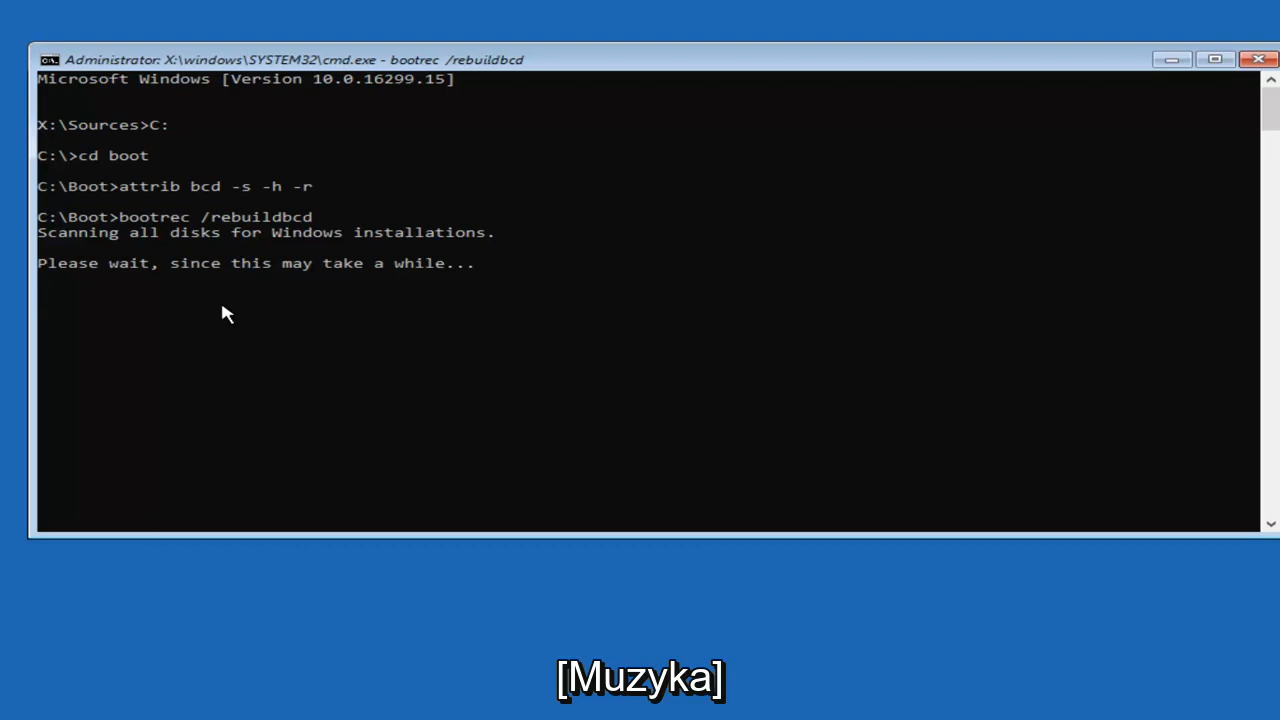 Administrator: X:\windows\SYSTEM32\cmd.exe - bootrec /rebuildbcd
Microsoft Windows [Version 10.0.16299.15]
X:\Sources>C:
C:\>cd boot
C:\Boot>attrib bcd -s -h -r
C:\Boot>bootrec /rebuildbcd
Scanning all disks for Windows installations.
Please wait, since this may take a while...
[Muzyka]